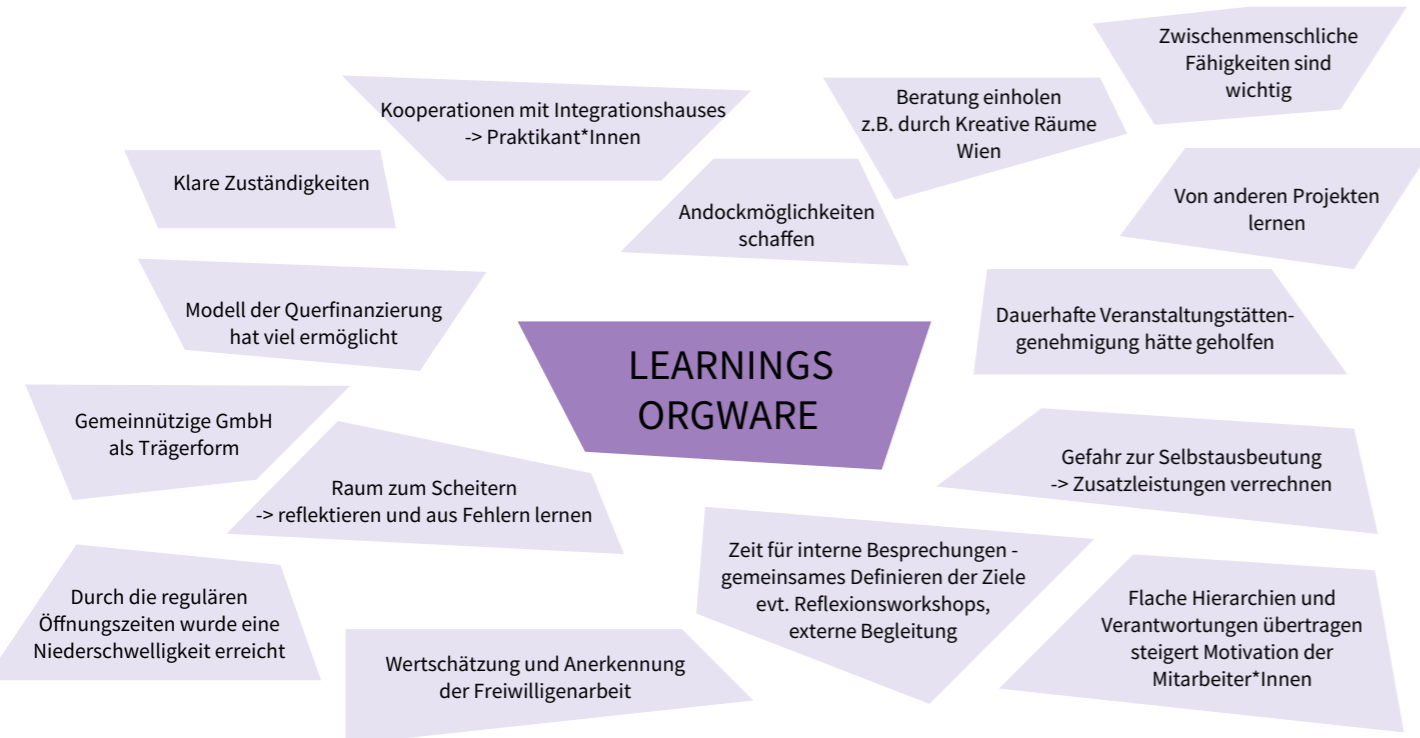 Zwischenmenschliche
Fähigkeiten sind
wichtig
Kooperationen mit Integrationshauses
-> Praktikant*Innen
Beratung einholen
z.B. durch Kreative Räume
Wien
Klare Zuständigkeiten
Andockmöglichkeiten
schaffen
Von anderen Projekten
lernen
Modell der Querfinanzierung
hat viel ermöglicht
LEARNINGS
ORGWARE
Dauerhafte Veranstaltungstätten-
genehmigung hätte geholfen
Gemeinnützige GmbH
als Trägerform
Raum zum Scheitern
-> reflektieren und aus Fehlern lernen
Gefahr zur Selbstausbeutung
-> Zusatzleistungen verrechnen
Durch die regulären
Öffnungszeiten wurde eine
Niederschwelligkeit erreicht
Wertschätzung und Anerkennung
der Freiwilligenarbeit
Zeit für interne Besprechungen -
gemeinsames Definieren der Ziele
evt. Reflexionsworkshops,
externe Begleitung
Flache Hierarchien und
Verantwortungen übertragen
steigert Motivation der
Mitarbeiter*Innen